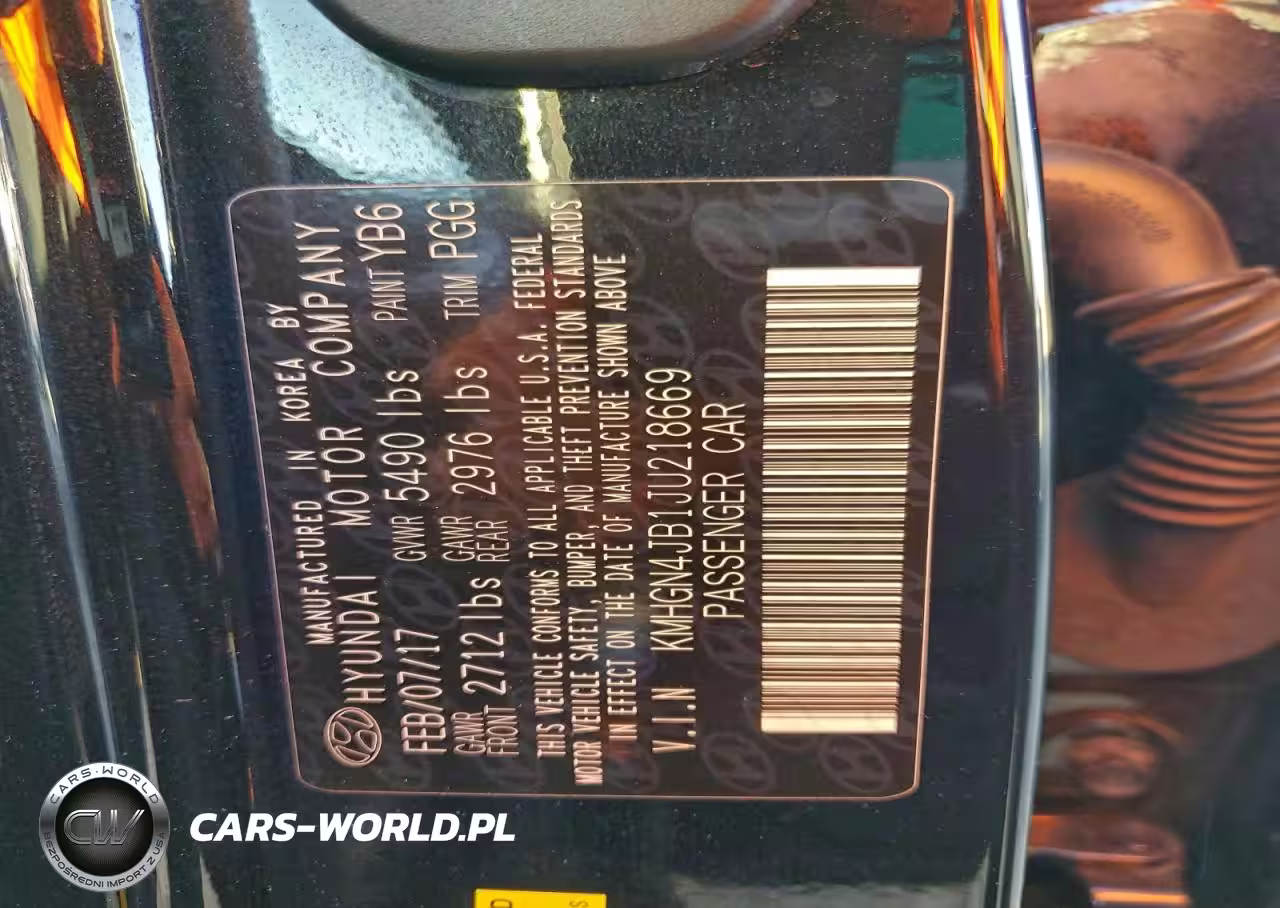 MANUFACTURED IN KOREA BY
HYUNDAI MOTOR COMPANY
FEB/07/17 GVWR 5490 lbs PAINT YB6
GAWR FRONT 2712 lbs GAWR REAR 2976 lbs TRIM PGG
THIS VEHICLE CONFORMS TO ALL APPLICABLE U.S.A. FEDERAL
MOTOR VEHICLE SAFETY, BUMPER, AND THEFT PREVENTION STANDARDS
IN EFFECT ON THE DATE OF MANUFACTURE SHOWN ABOVE
V.I.N KMHGN4JB1JU218669
PASSENGER CAR
CARS-WORLD
CW
BEZPOŚREDNI IMPORT Z USA
CARS-WORLD.PL